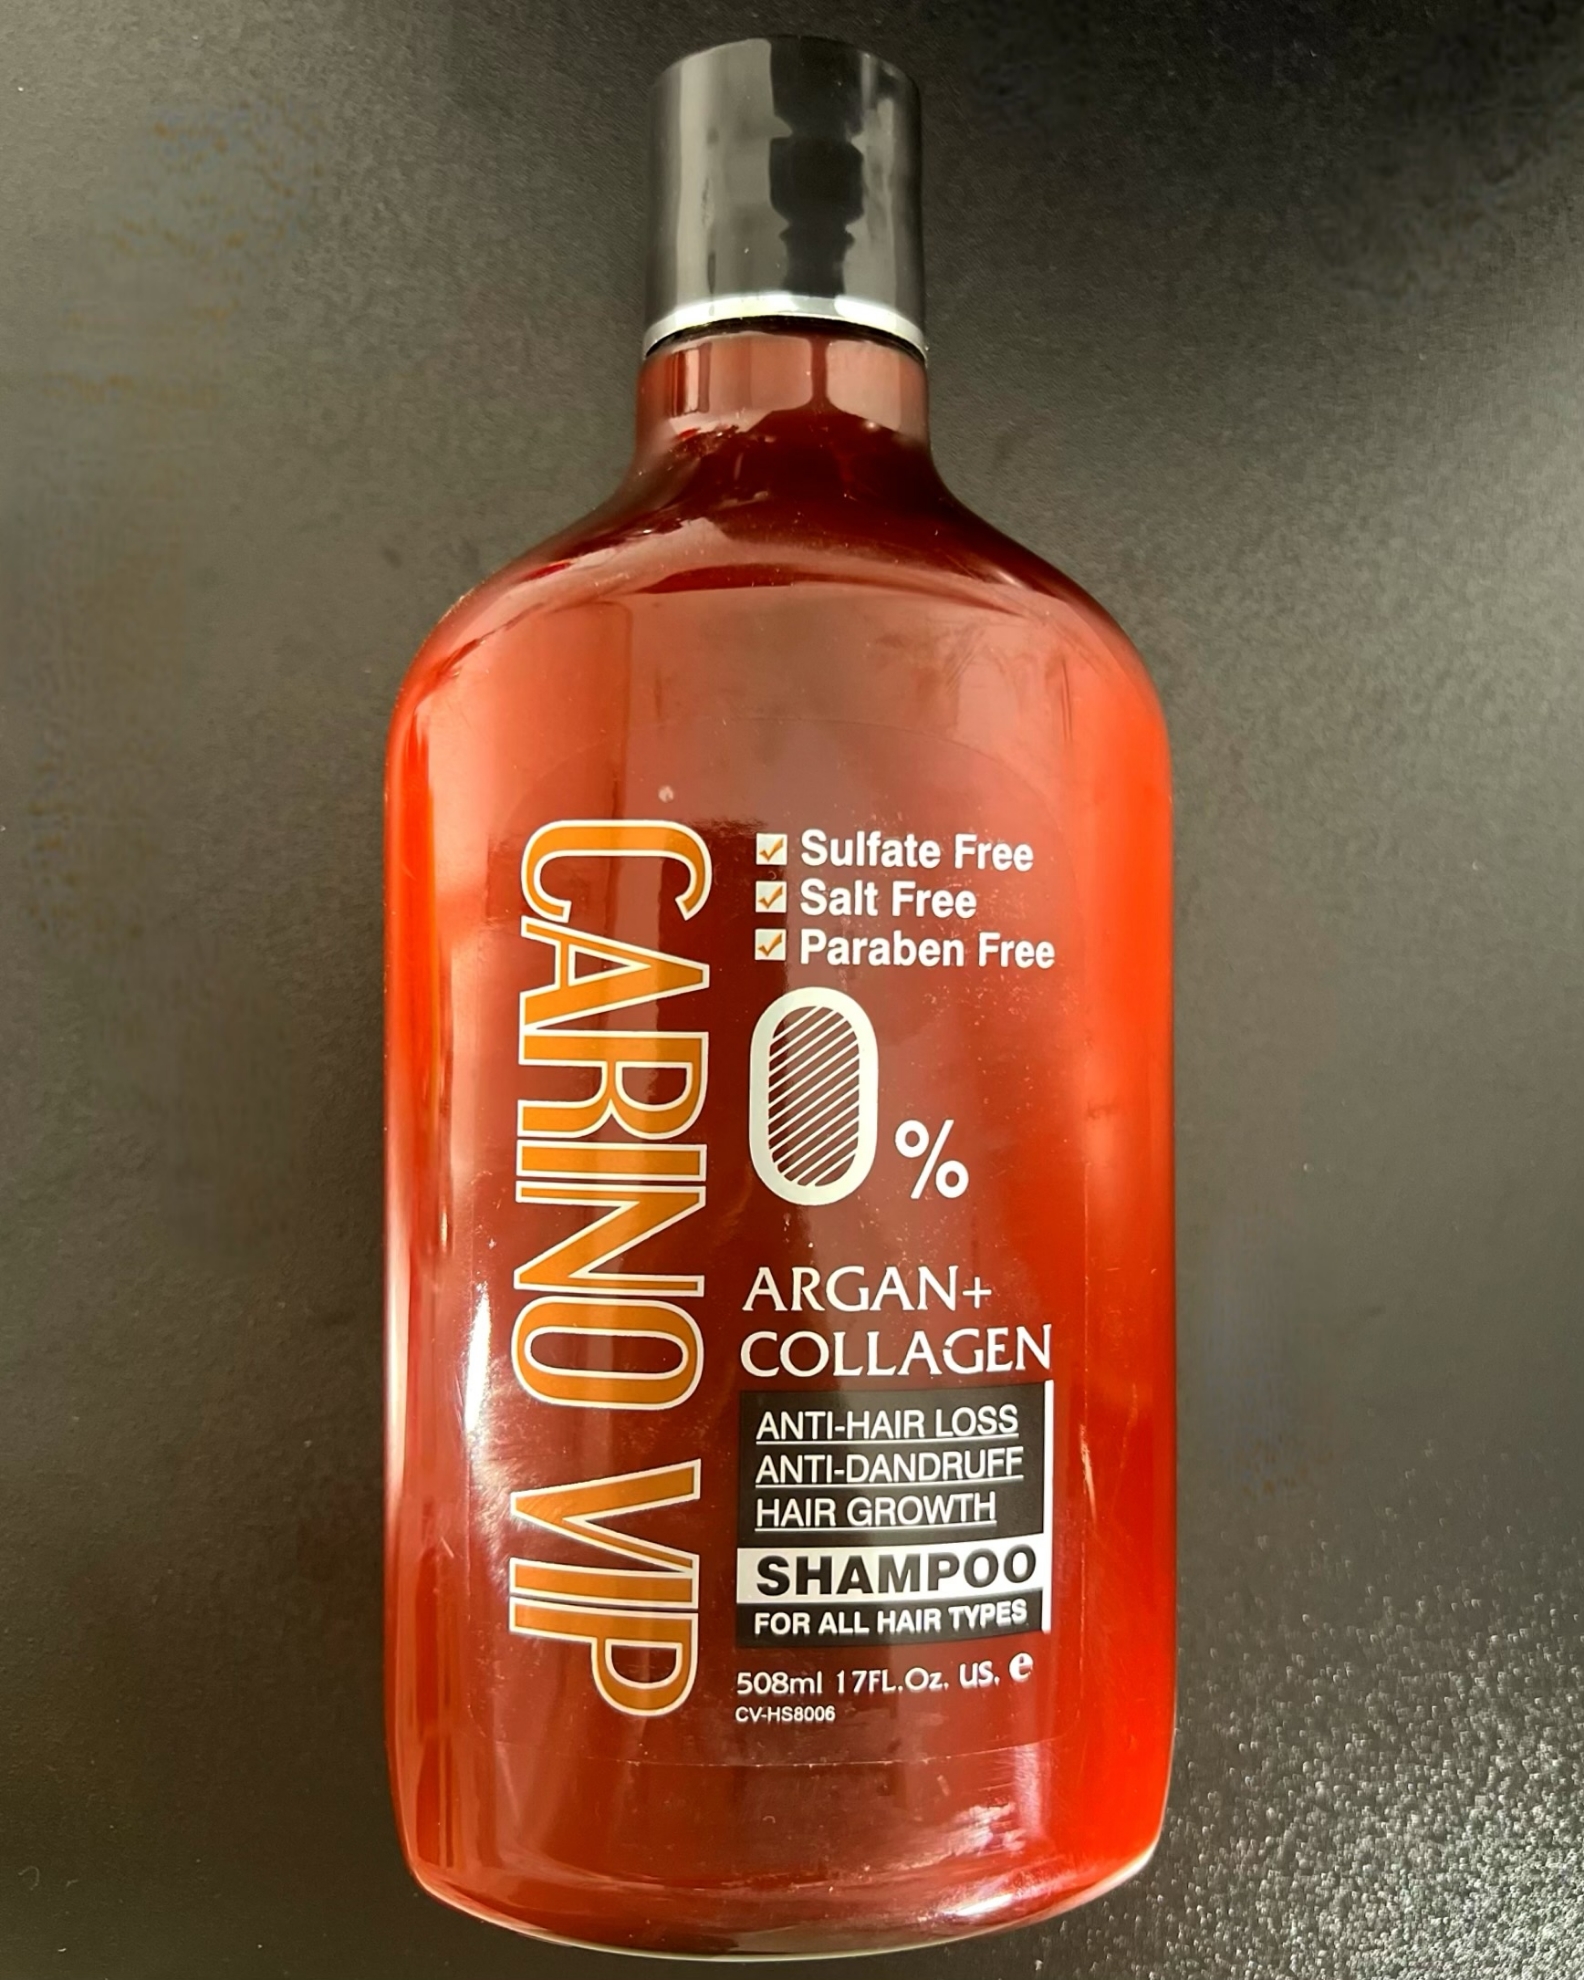 CARINO VIP
Sulfate Free
Salt Free
Paraben Free
0%
ARGAN+
COLLAGEN
ANTI-HAIR LOSS
ANTI-DANDRUFF
HAIR GROWTH
SHAMPOO
FOR ALL HAIR TYPES
508ml 17FL.Oz. US. e
CV-HS8006